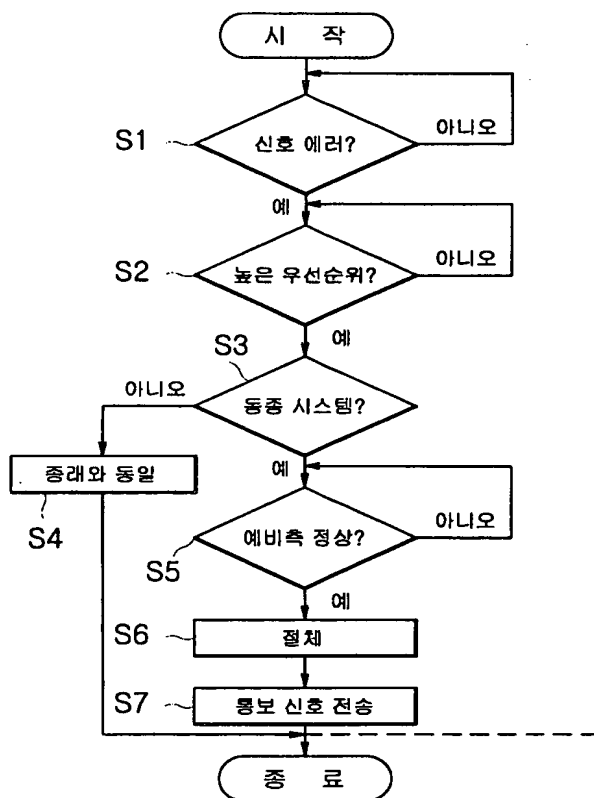 시 작
S1
신호 에러?
아니오
예
S2
높은 우선순위?
아니오
예
S3
아니오
동종 시스템?
예
종래와 동일
S4
S5
예비측 정상?
아니오
예
S6
절체
S7
통보 신호 전송
종 료